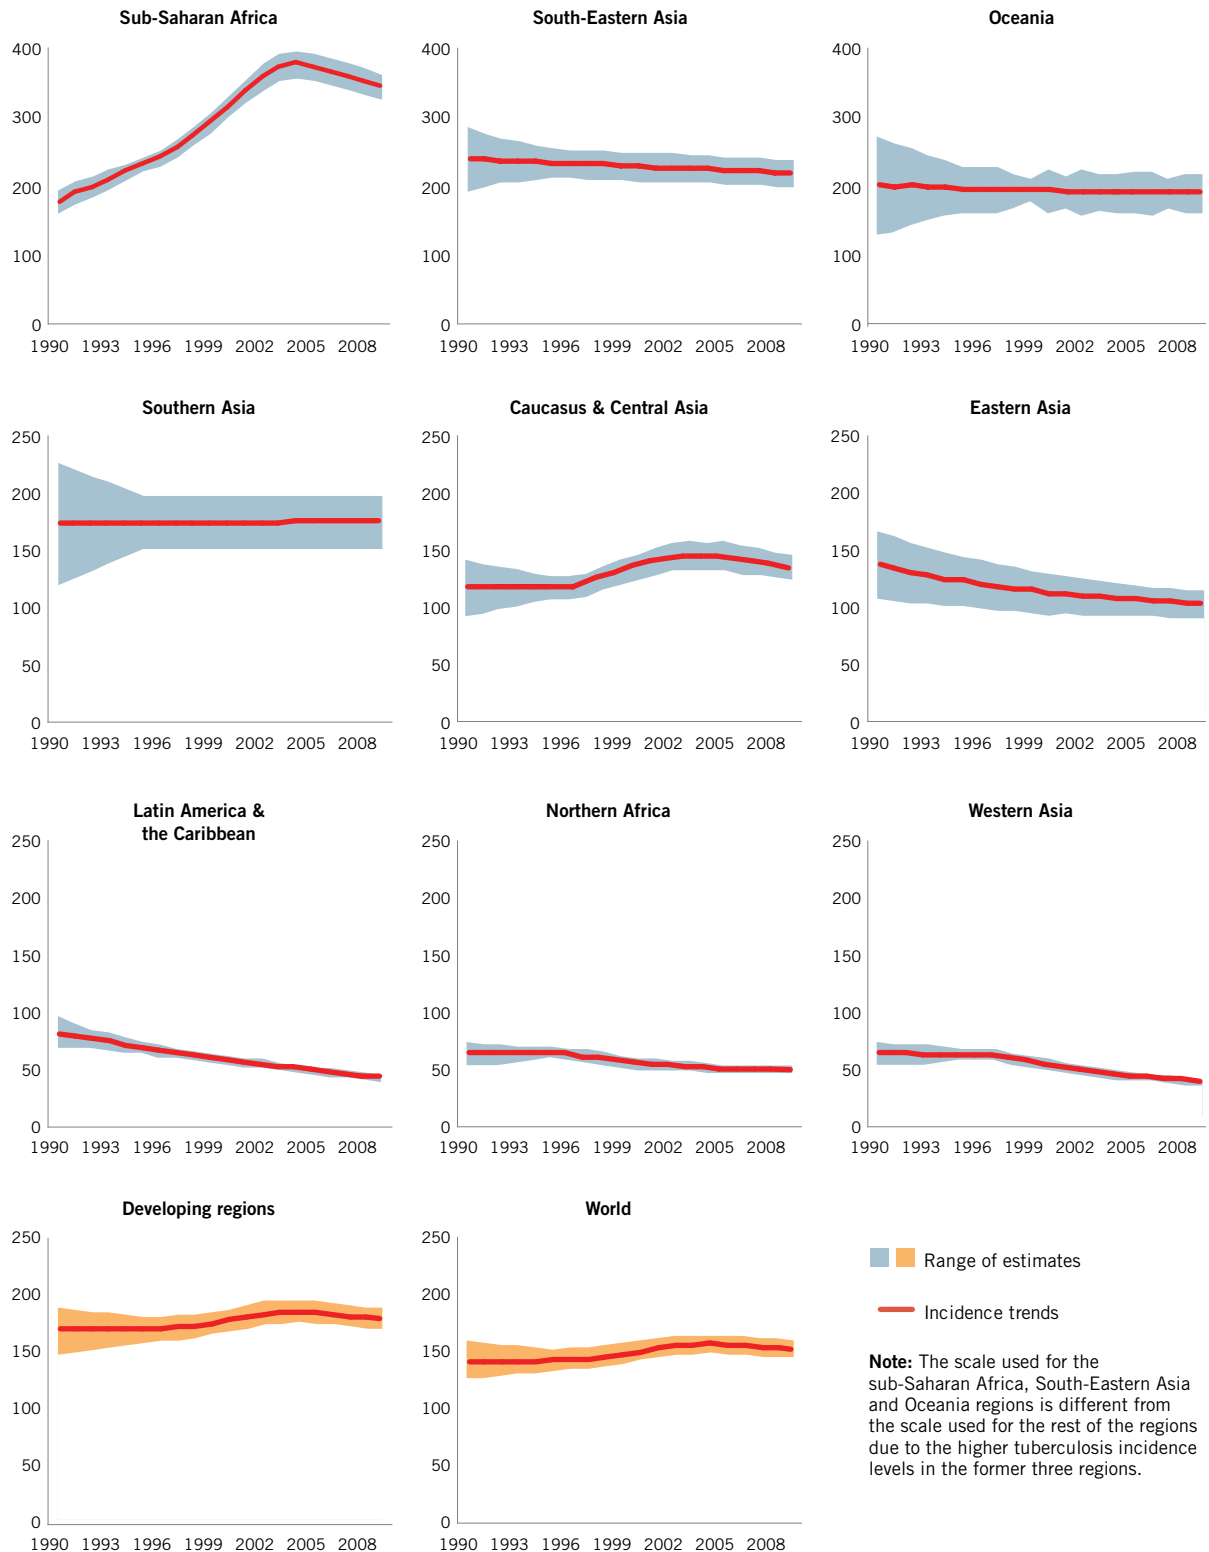 Sub-Saharan Africa
400
300
200
100
0
1990 1993 1996 1999 2002 2005 2008
South-Eastern Asia
400
300
200
100
0
1990 1993 1996 1999 2002 2005 2008
Oceania
400
300
200
100
0
1990 1993 1996 1999 2002 2005 2008
Southern Asia
250
200
150
100
50
0
1990 1993 1996 1999 2002 2005 2008
Caucasus & Central Asia
250
200
150
100
50
0
1990 1993 1996 1999 2002 2005 2008
Eastern Asia
250
200
150
100
50
0
1990 1993 1996 1999 2002 2005 2008
Latin America &
the Caribbean
250
200
150
100
50
0
1990 1993 1996 1999 2002 2005 2008
Northern Africa
250
200
150
100
50
0
1990 1993 1996 1999 2002 2005 2008
Western Asia
250
200
150
100
50
0
1990 1993 1996 1999 2002 2005 2008
Developing regions
250
200
150
100
50
0
1990 1993 1996 1999 2002 2005 2008
World
250
200
150
100
50
0
1990 1993 1996 1999 2002 2005 2008
Range of estimates
Incidence trends
Note: The scale used for the
sub-Saharan Africa, South-Eastern Asia
and Oceania regions is different from
the scale used for the rest of the regions
due to the higher tuberculosis incidence
levels in the former three regions.